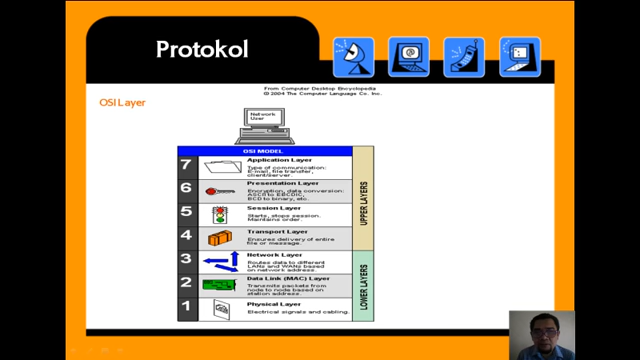 Protokol
From Computer Desktop Encyclopedia
© 2004 The Computer Language Co. Inc.
OSI Layer
Network
User
OSI MODEL
7
Application Layer
Type of communication:
E-mail, file transfer,
client/server.
6
Presentation Layer
Encryption, data conversion:
ASCII to EBCDIC,
BCD to binary, etc.
5
Session Layer
Starts, stops session.
Maintains order.
4
Transport Layer
Ensures delivery of entire
file or message.
UPPER LAYERS
3
Network Layer
Routes data to different
LANs and WANs based
on network address.
2
Data Link (MAC) Layer
Transmits packets from
node to node based on
station address.
1
Physical Layer
Electrical signals and cabling.
LOWER LAYERS